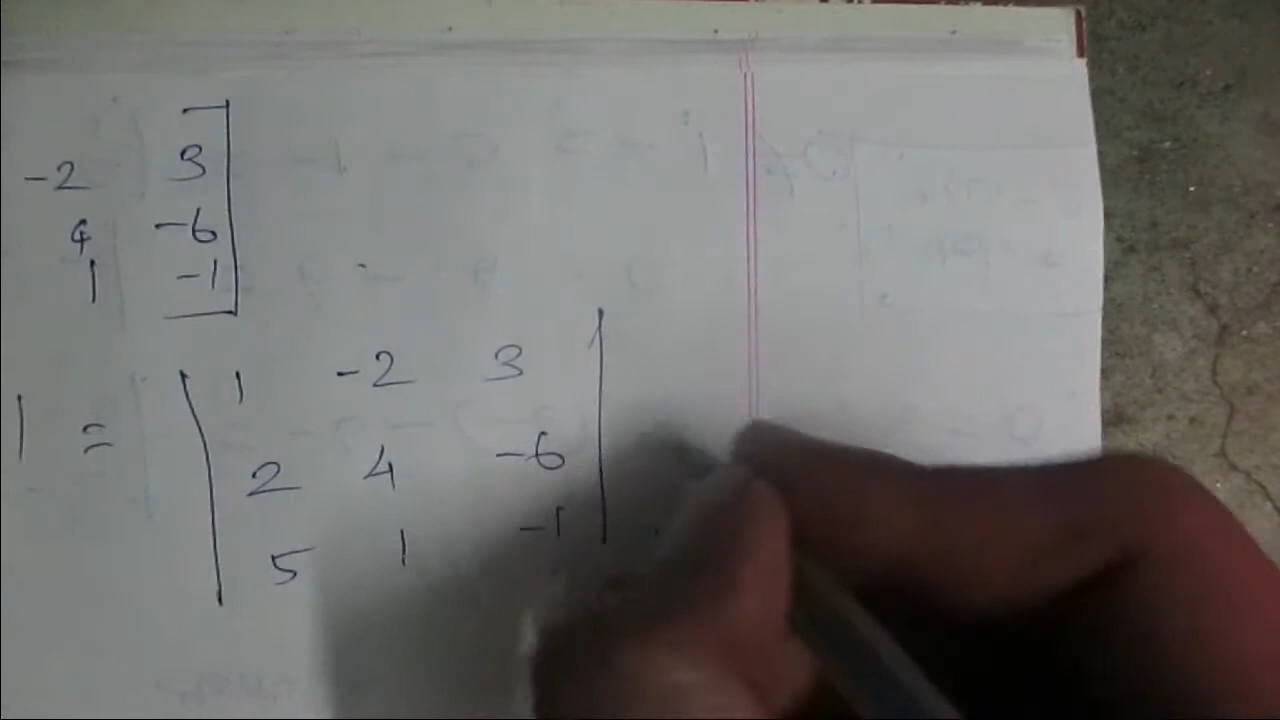 -2 3
4 -6
1 -1
| = | 1 -2 3 |
2 4 -6
5 1 -1